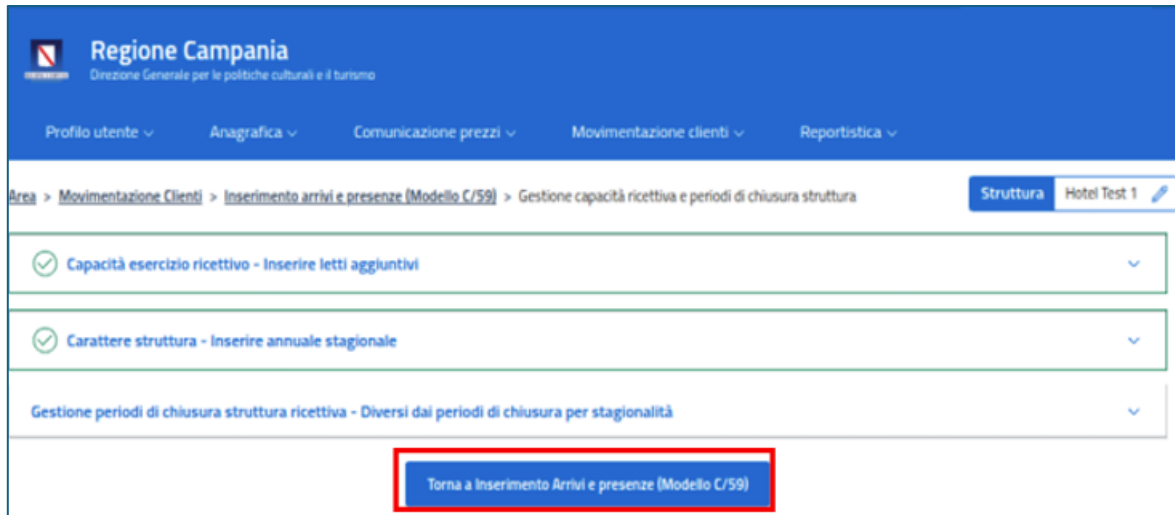 Regione Campania
Direzione Generale per le politiche culturali e il turismo
Profilo utente Anagrafica Comunicazione prezzi Movimentazione clienti Reportistica
Area > Movimentazione Clienti > Inserimento arrivi e presenze (Modello C/59) > Gestione capacità ricettiva e periodi di chiusura struttura Struttura Hotel Test 1
Capacità esercizio ricettivo - Inserire letti aggiuntivi
Carattere struttura - Inserire annuale stagionale
Gestione periodi di chiusura struttura ricettiva - Diversi dai periodi di chiusura per stagionalità
Torna a Inserimento Arrivi e presenze (Modello C/59)